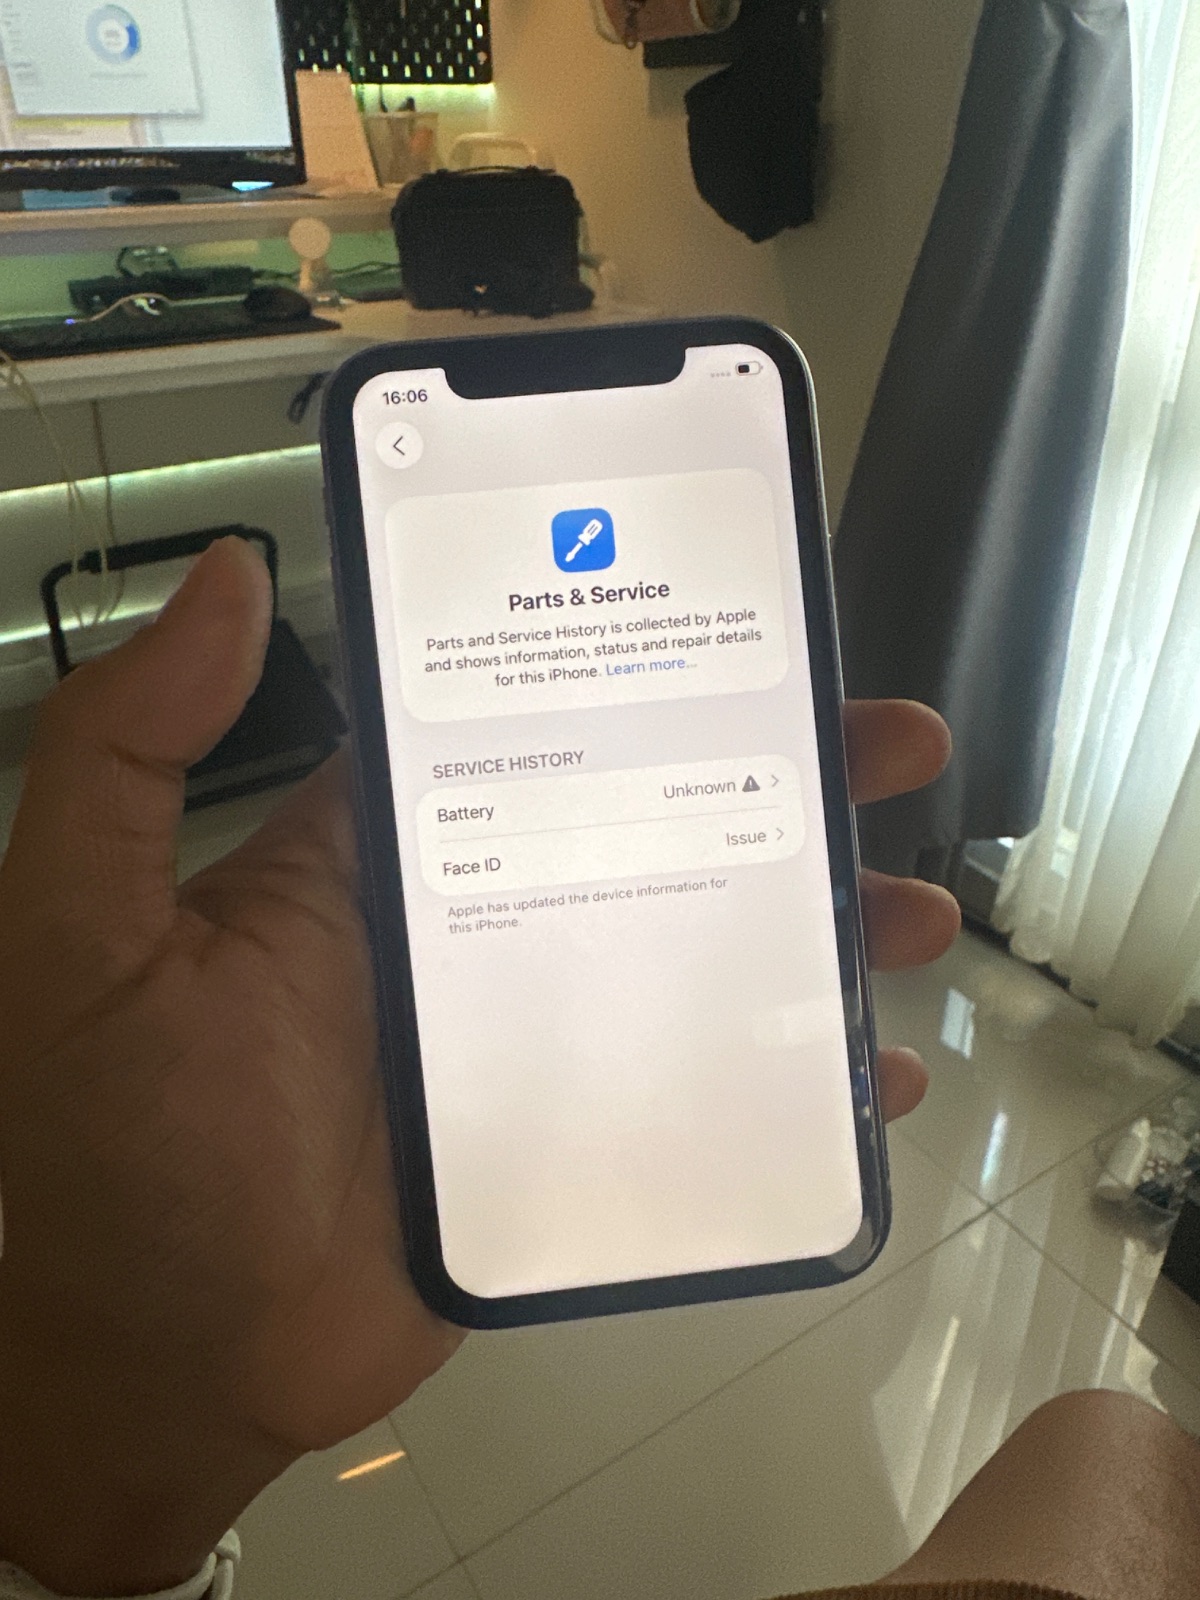 16:06
Parts & Service
Parts and Service History is collected by Apple
and shows information, status and repair details
for this iPhone. Learn more...
SERVICE HISTORY
Battery Unknown
Face ID Issue
Apple has updated the device information for
this iPhone.